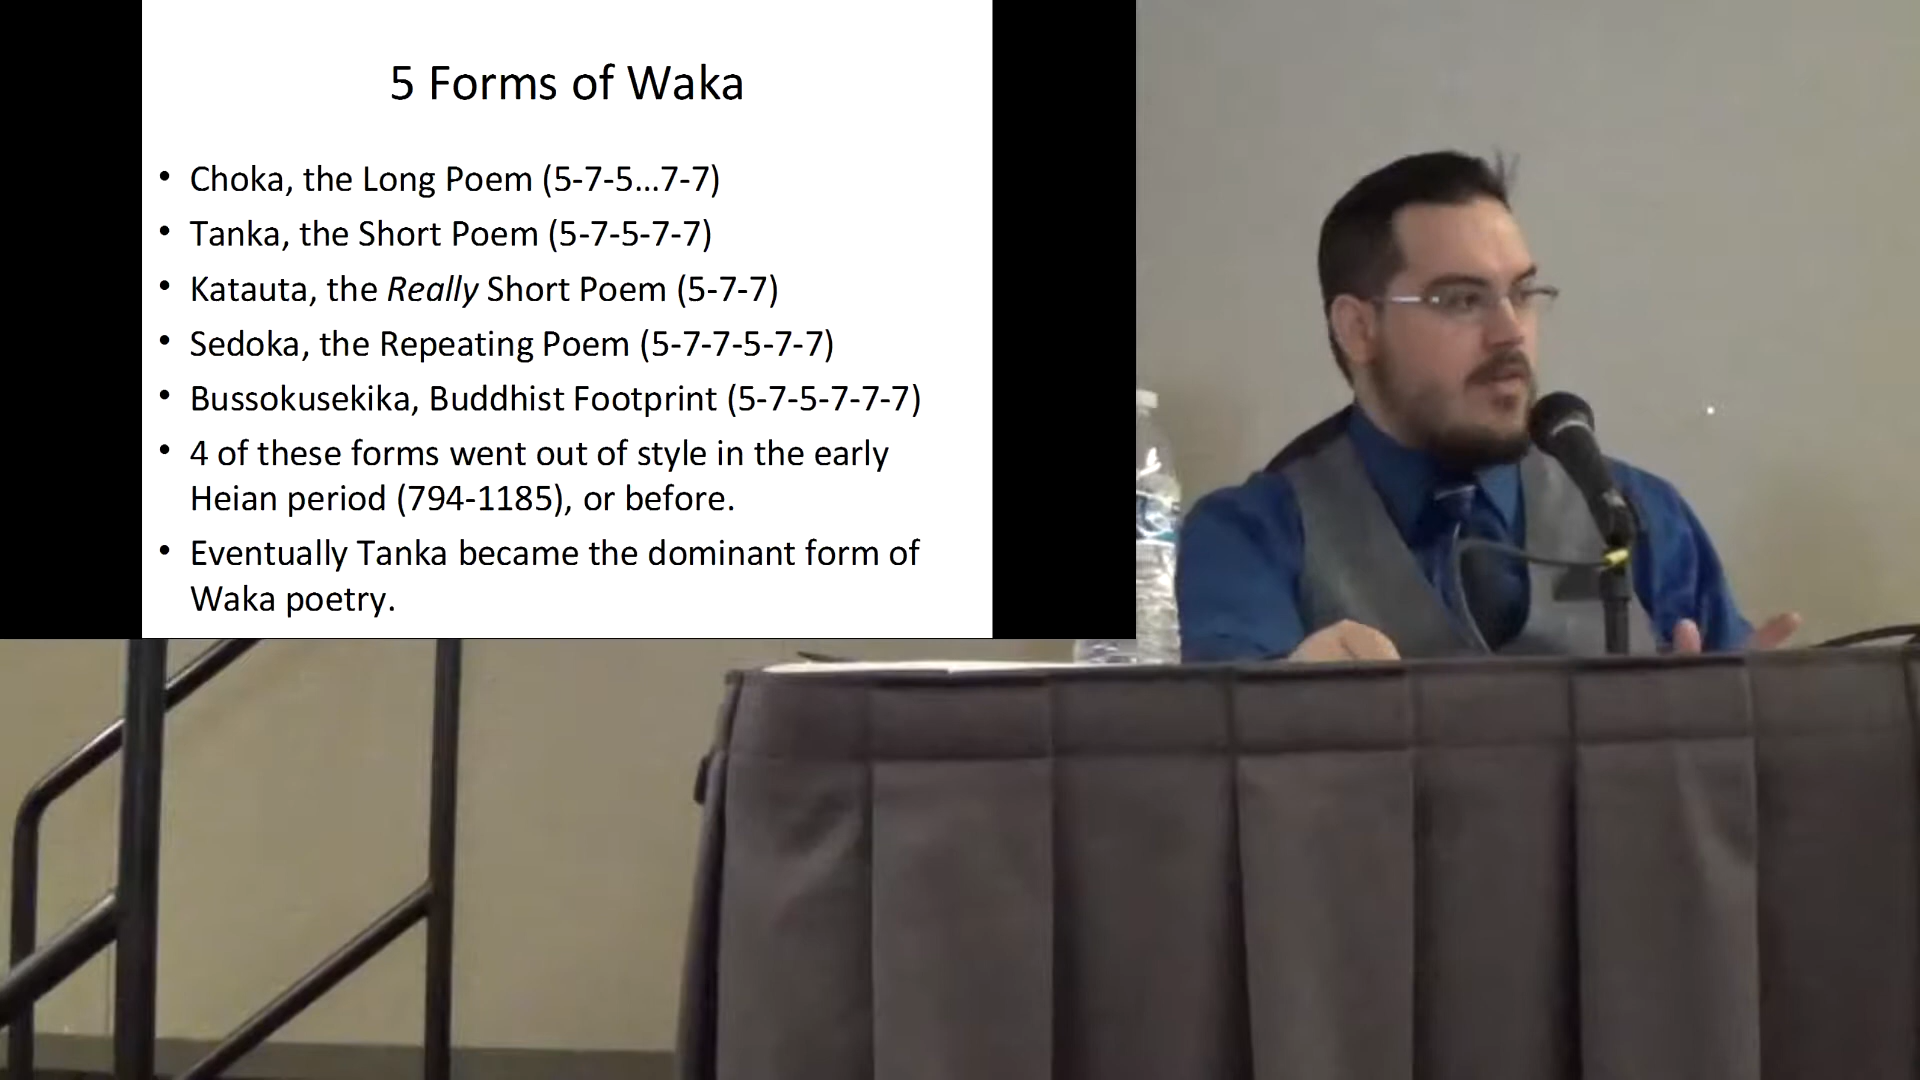 5 Forms of Waka
• Choka, the Long Poem (5-7-5...7-7)
• Tanka, the Short Poem (5-7-5-7-7)
• Katauta, the Really Short Poem (5-7-7)
• Sedoka, the Repeating Poem (5-7-7-5-7-7)
• Bussokusekika, Buddhist Footprint (5-7-5-7-7-7)
• 4 of these forms went out of style in the early
Heian period (794-1185), or before.
• Eventually Tanka became the dominant form of
Waka poetry.